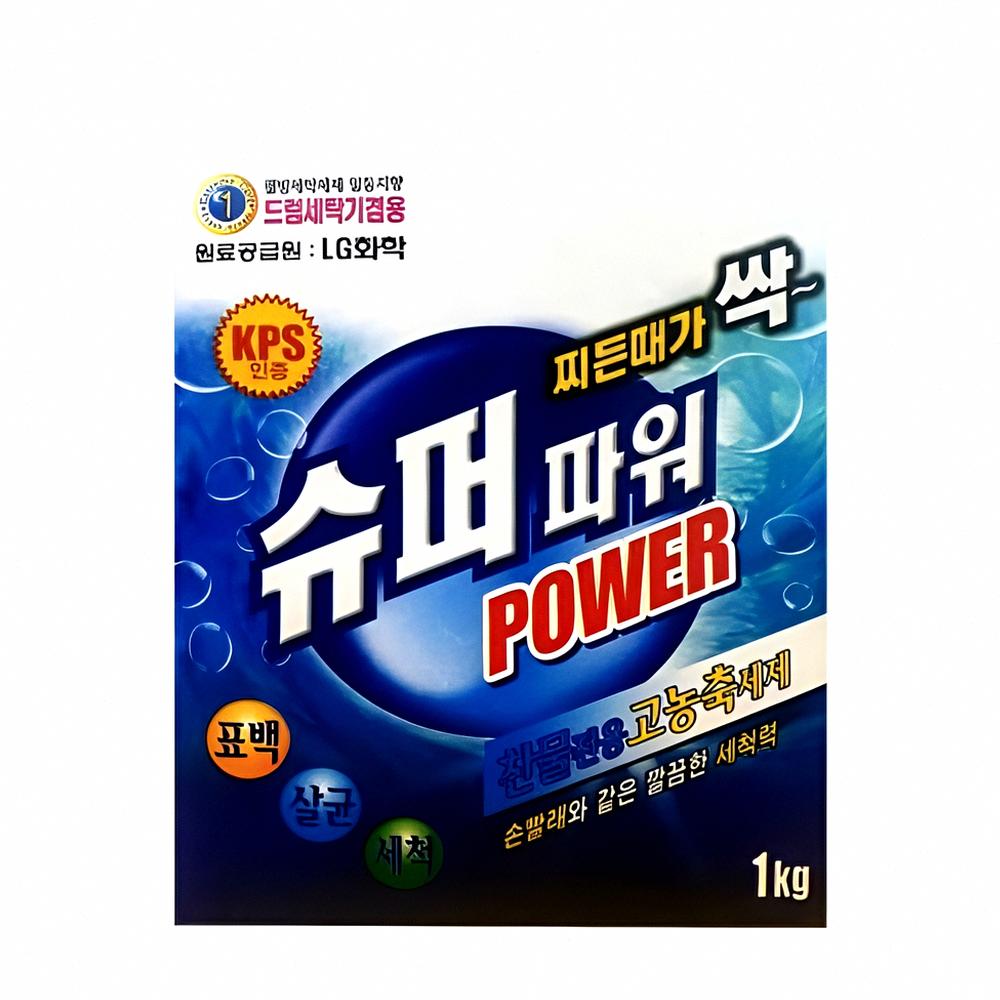 1
드럼세탁기겸용
원료공급원 : LG화학
KPS
인증
찌든때가 싹~
슈퍼 파워
POWER
찬물전용 고농축세제
손빨래와 같은 깔끔한 세척력
표백
살균
세척
1kg